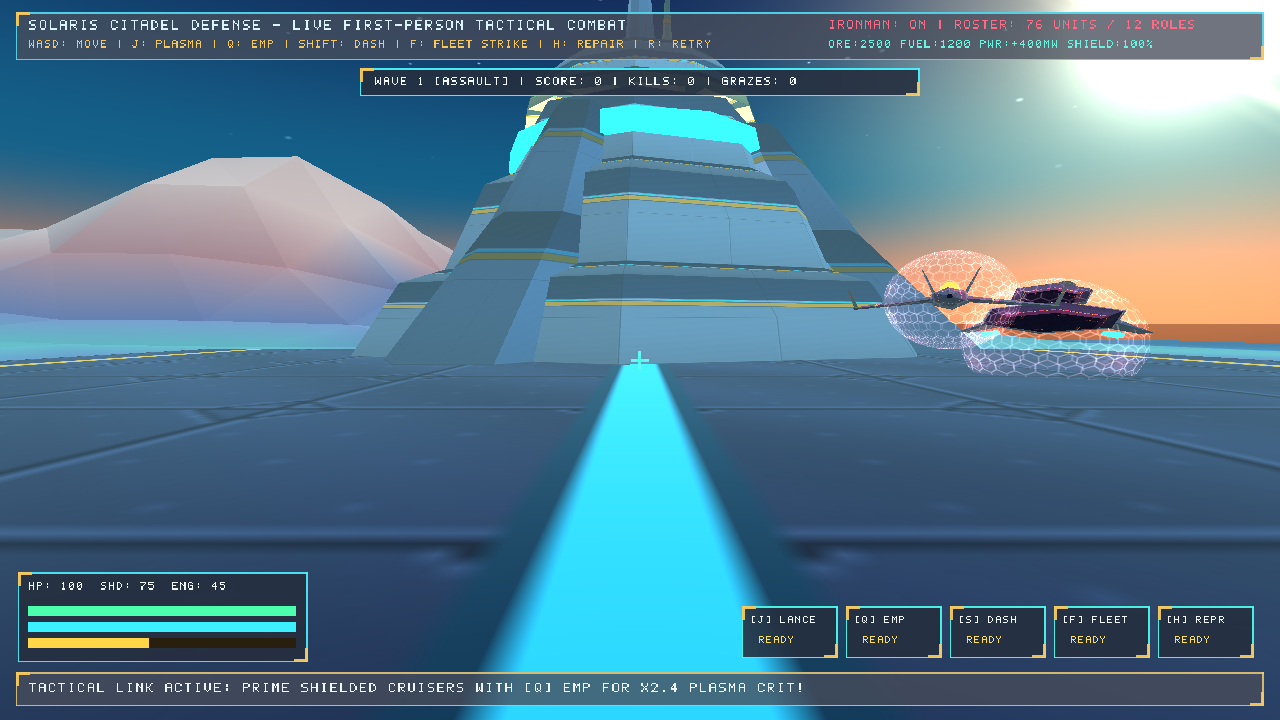 SOLARIS CITADEL DEFENSE - LIVE FIRST-PERSON TACTICAL COMBAT
IRONMAN: ON | ROSTER: 76 UNITS / 12 ROLES
WASD: MOVE | J: PLASMA | Q: EMP | SHIFT: DASH | F: FLEET STRIKE | H: REPAIR | R: RETRY
ORE:2500 FUEL:1200 PWR:+400MW SHIELD:100%
WAVE 1 [ASSAULT] | SCORE: 0 | KILLS: 0 | GRAZES: 0
HP: 100 SHD: 75 ENG: 45
[J] LANCE
READY
[Q] EMP
READY
[S] DASH
READY
[F] FLEET
READY
[H] REPR
READY
TACTICAL LINK ACTIVE: PRIME SHIELDED CRUISERS WITH [Q] EMP FOR X2.4 PLASMA CRIT!